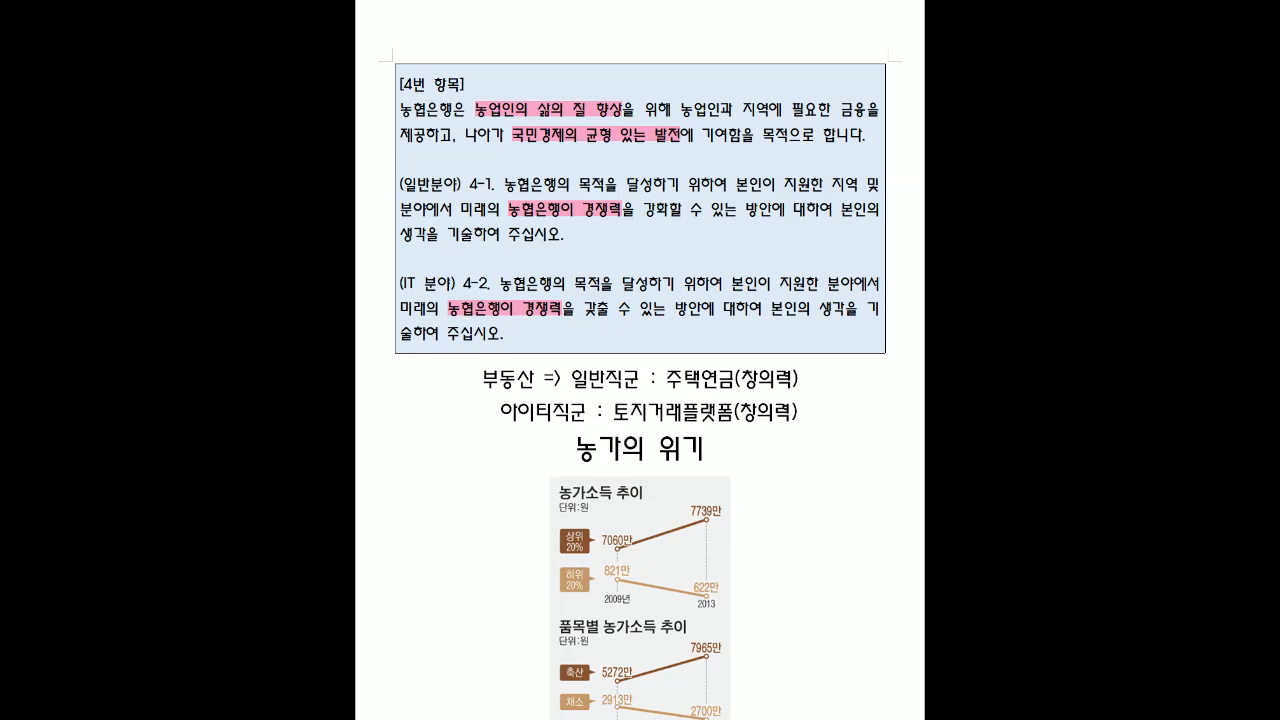 [4번 항목]
농협은행은 농업인의 삶의 질 향상을 위해 농업인과 지역에 필요한 금융을
제공하고, 나아가 국민경제의 균형 있는 발전에 기여함을 목적으로 합니다.
(일반분야) 4-1. 농협은행의 목적을 달성하기 위하여 본인이 지원한 지역 및
분야에서 미래의 농협은행이 경쟁력을 강화할 수 있는 방안에 대하여 본인의
생각을 기술하여 주십시오.
(IT 분야) 4-2. 농협은행의 목적을 달성하기 위하여 본인이 지원한 분야에서
미래의 농협은행이 경쟁력을 갖출 수 있는 방안에 대하여 본인의 생각을 기
술하여 주십시오.
부동산 => 일반직군 : 주택연금(창의력)
아이티직군 : 토지거래플랫폼(창의력)
농가의 위기
농가소득 추이
단위:원
7739만
상위
20%
7060만
821만
하위
20%
622만
2009년
2013
품목별 농가소득 추이
단위:원
7965만
축산
5272만
채소
2913만
2700만